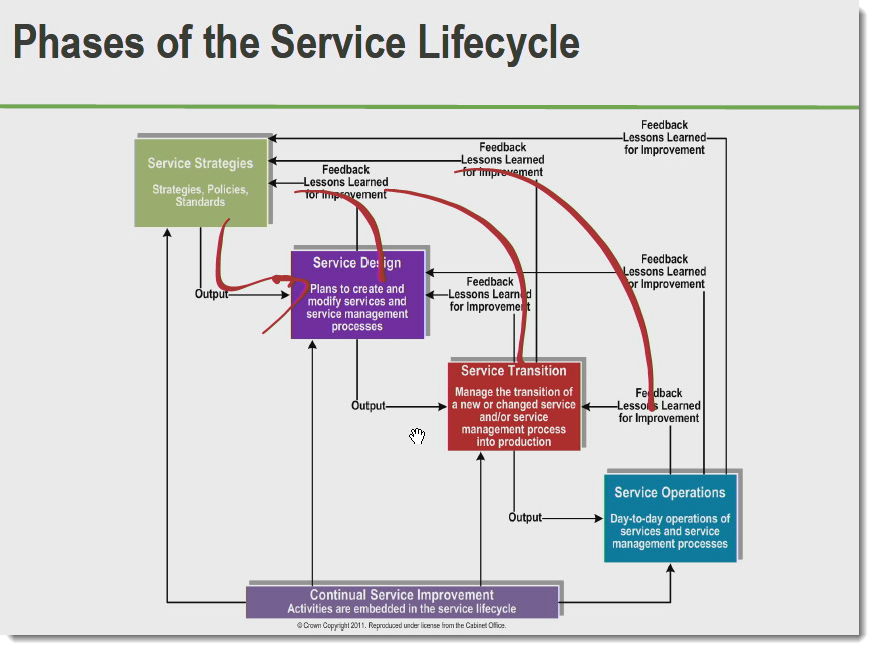 Phases of the Service Lifecycle
Feedback
Lessons Learned
for Improvement
Feedback
Lessons Learned
for Improvement
Feedback
Lessons Learned
for Improvement
Service Strategies
Strategies, Policies,
Standards
Service Design
Plans to create and
modify services and
service management
processes
Output
Feedback
Lessons Learned
for Improvement
Feedback
Lessons Learned
for Improvement
Service Transition
Manage the transition of
a new or changed service
and/or service
management process
into production
Output
Feedback
Lessons Learned
for Improvement
Service Operations
Day-to-day operations of
services and service
management processes
Output
Continual Service Improvement
Activities are embedded in the service lifecycle
© Crown Copyright 2011. Reproduced under license from the Cabinet Office.